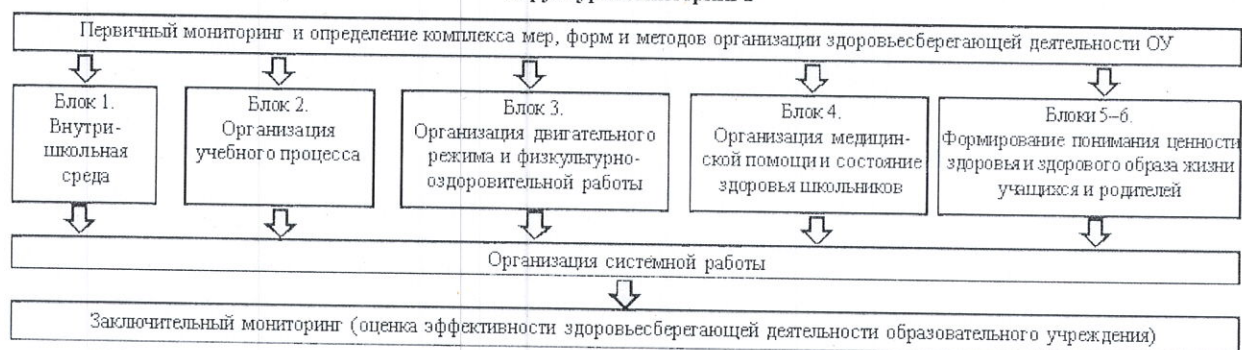 Первичный мониторинг и определение комплекса мер, форм и методов организации здоровьесберегающей деятельности ОУ
Блок 1.
Внутри-
школьная
среда
Блок 2.
Организация
учебного процесса
Блок 3.
Организация двигательного
режима и физкультурно-
оздоровительной работы
Блок 4.
Организация медицин-
ской помощи и состояние
здоровья школьников
Блоки 5–6.
Формирование понимания ценности
здоровья и здорового образа жизни
учащихся и родителей
Организация системной работы
Заключительный мониторинг (оценка эффективности здоровьесберегающей деятельности образовательного учреждения)